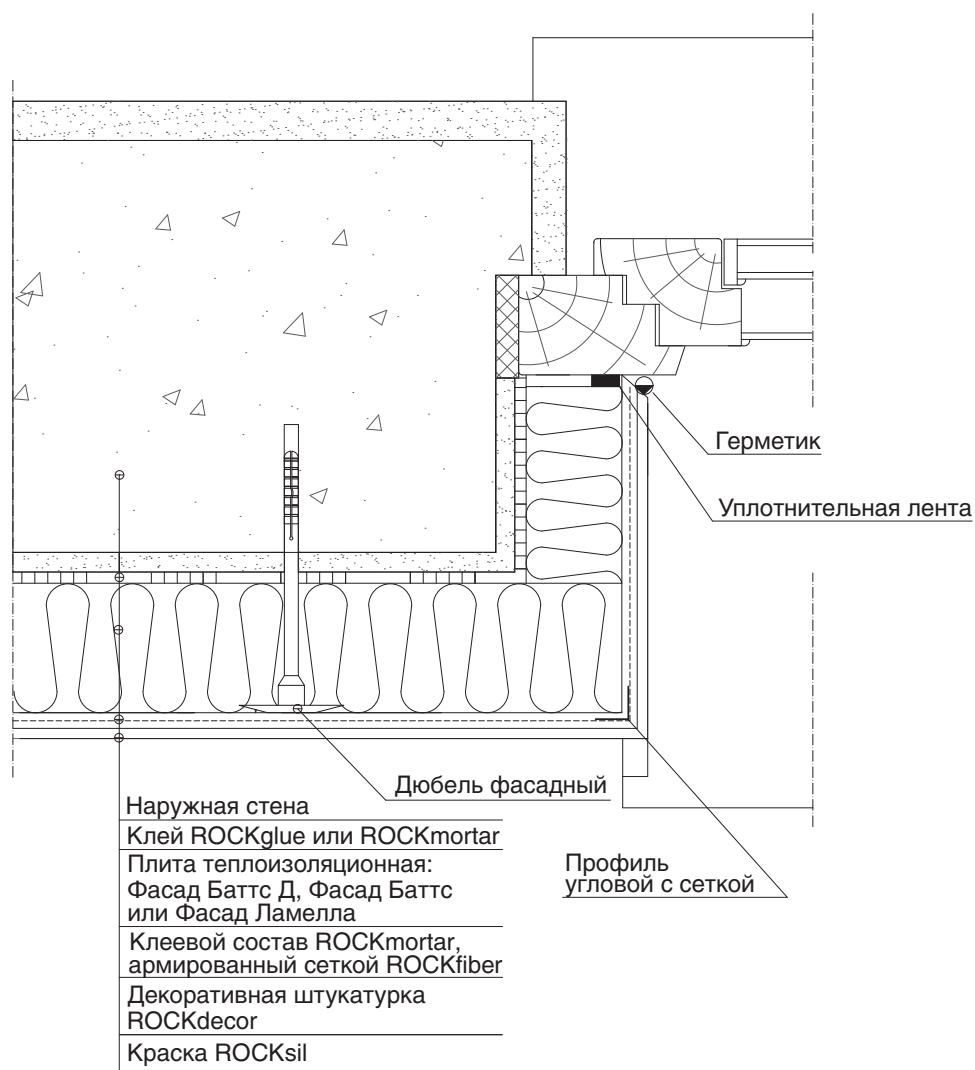 Герметик
Уплотнительная лента
Дюбель фасадный
Наружная стена
Клей ROCKglue или ROCKmortar
Плита теплоизоляционная:
Фасад Баттс Д, Фасад Баттс
или Фасад Ламелла
Клеевой состав ROCKmortar,
армированный сеткой ROCKfiber
Декоративная штукатурка
ROCKdecor
Краска ROCKsil
Профиль
угловой с сеткой